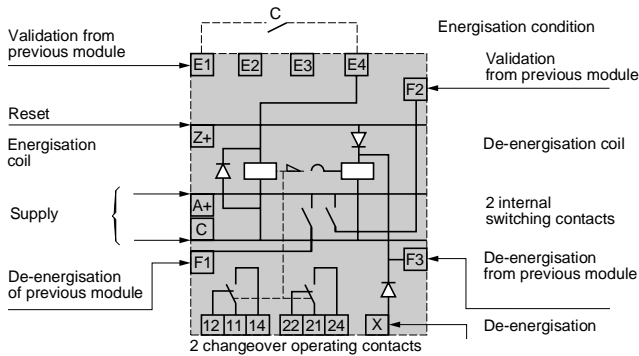 C
Energisation condition
Validation from
previous module
E1 E2 E3 E4
Validation
from previous module
F2
Reset
Z+
Energisation
coil
De-energisation coil
A+
Supply
C
2 internal
switching contacts
F1
F3
De-energisation
of previous module
De-energisation
from previous module
12 11 14 22 21 24 X
De-energisation
2 changeover operating contacts